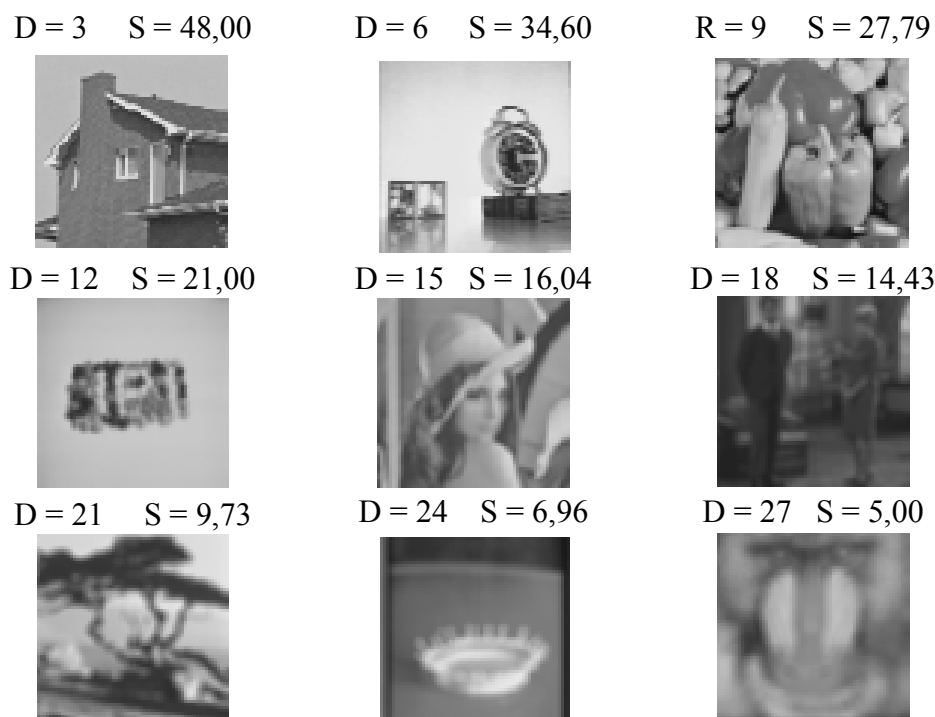 D = 3 S = 48,00
D = 6 S = 34,60
R = 9 S = 27,79
D = 12 S = 21,00
D = 15 S = 16,04
D = 18 S = 14,43
D = 21 S = 9,73
D = 24 S = 6,96
D = 27 S = 5,00